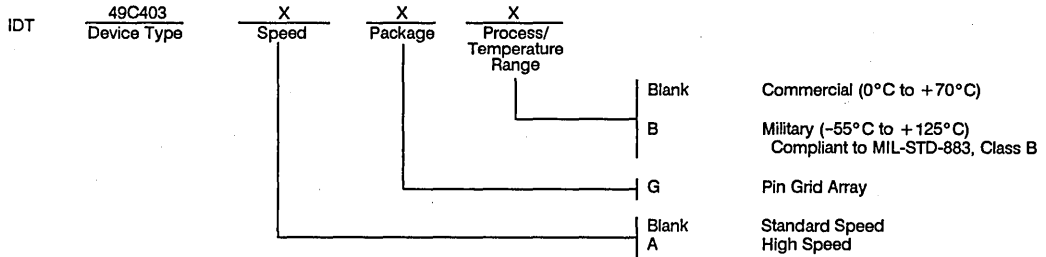 IDT 49C403 X X X
Device Type Speed Package Process/
Temperature
Range
Blank Commercial (0°C to +70°C)
B Military (-55°C to +125°C)
Compliant to MIL-STD-883, Class B
G Pin Grid Array
Blank Standard Speed
A High Speed